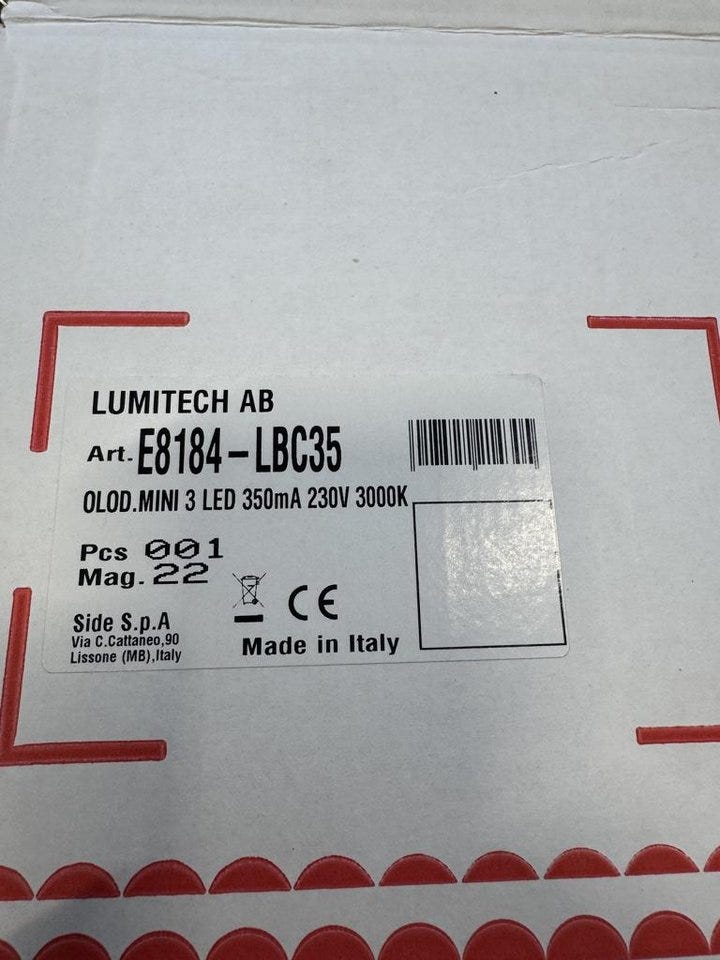 LUMITECH AB
Art. E8184-LBC35
OLOD.MINI 3 LED 350mA 230V 3000K
Pcs 001
Mag. 22
Side S.p.A
Via C.Cattaneo,90
Lissone (MB),Italy
CE
Made in Italy